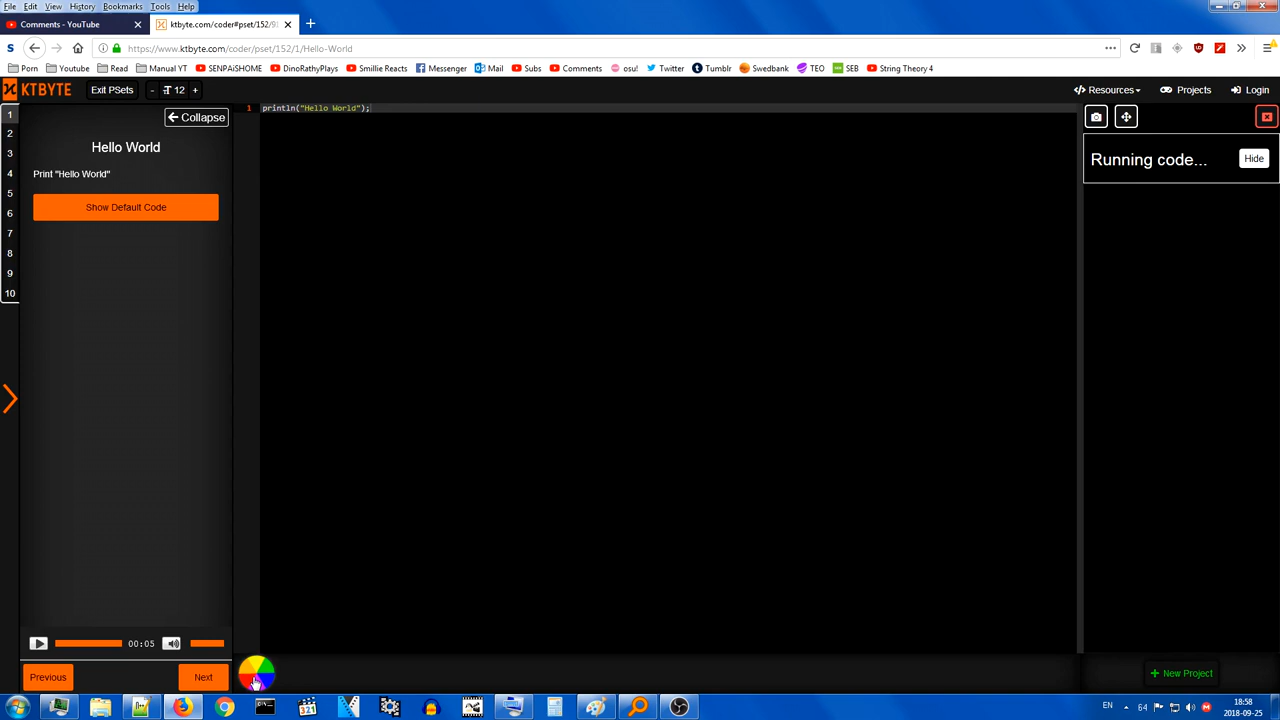 File Edit View History Bookmarks Tools Help
Comments - YouTube
ktbyte.com/coder#pset/152/9
https://www.ktbyte.com/coder/pset/152/1/Hello-World
Porn Youtube Read Manual YT SENPAiSHOME DinoRathyPlays Smillie Reacts Messenger Mail Subs Comments osu! Twitter Tumblr Swedbank TEO SEB String Theory 4
KTBYTE Exit PSets - T 12 + Resources Projects Login
1
2
3
4
5
6
7
8
9
10
Collapse
Hello World
Print "Hello World"
Show Default Code
00:05
Previous Next
1 println("Hello World");
Running code... Hide
+ New Project
EN 64 18:58
2018-09-25